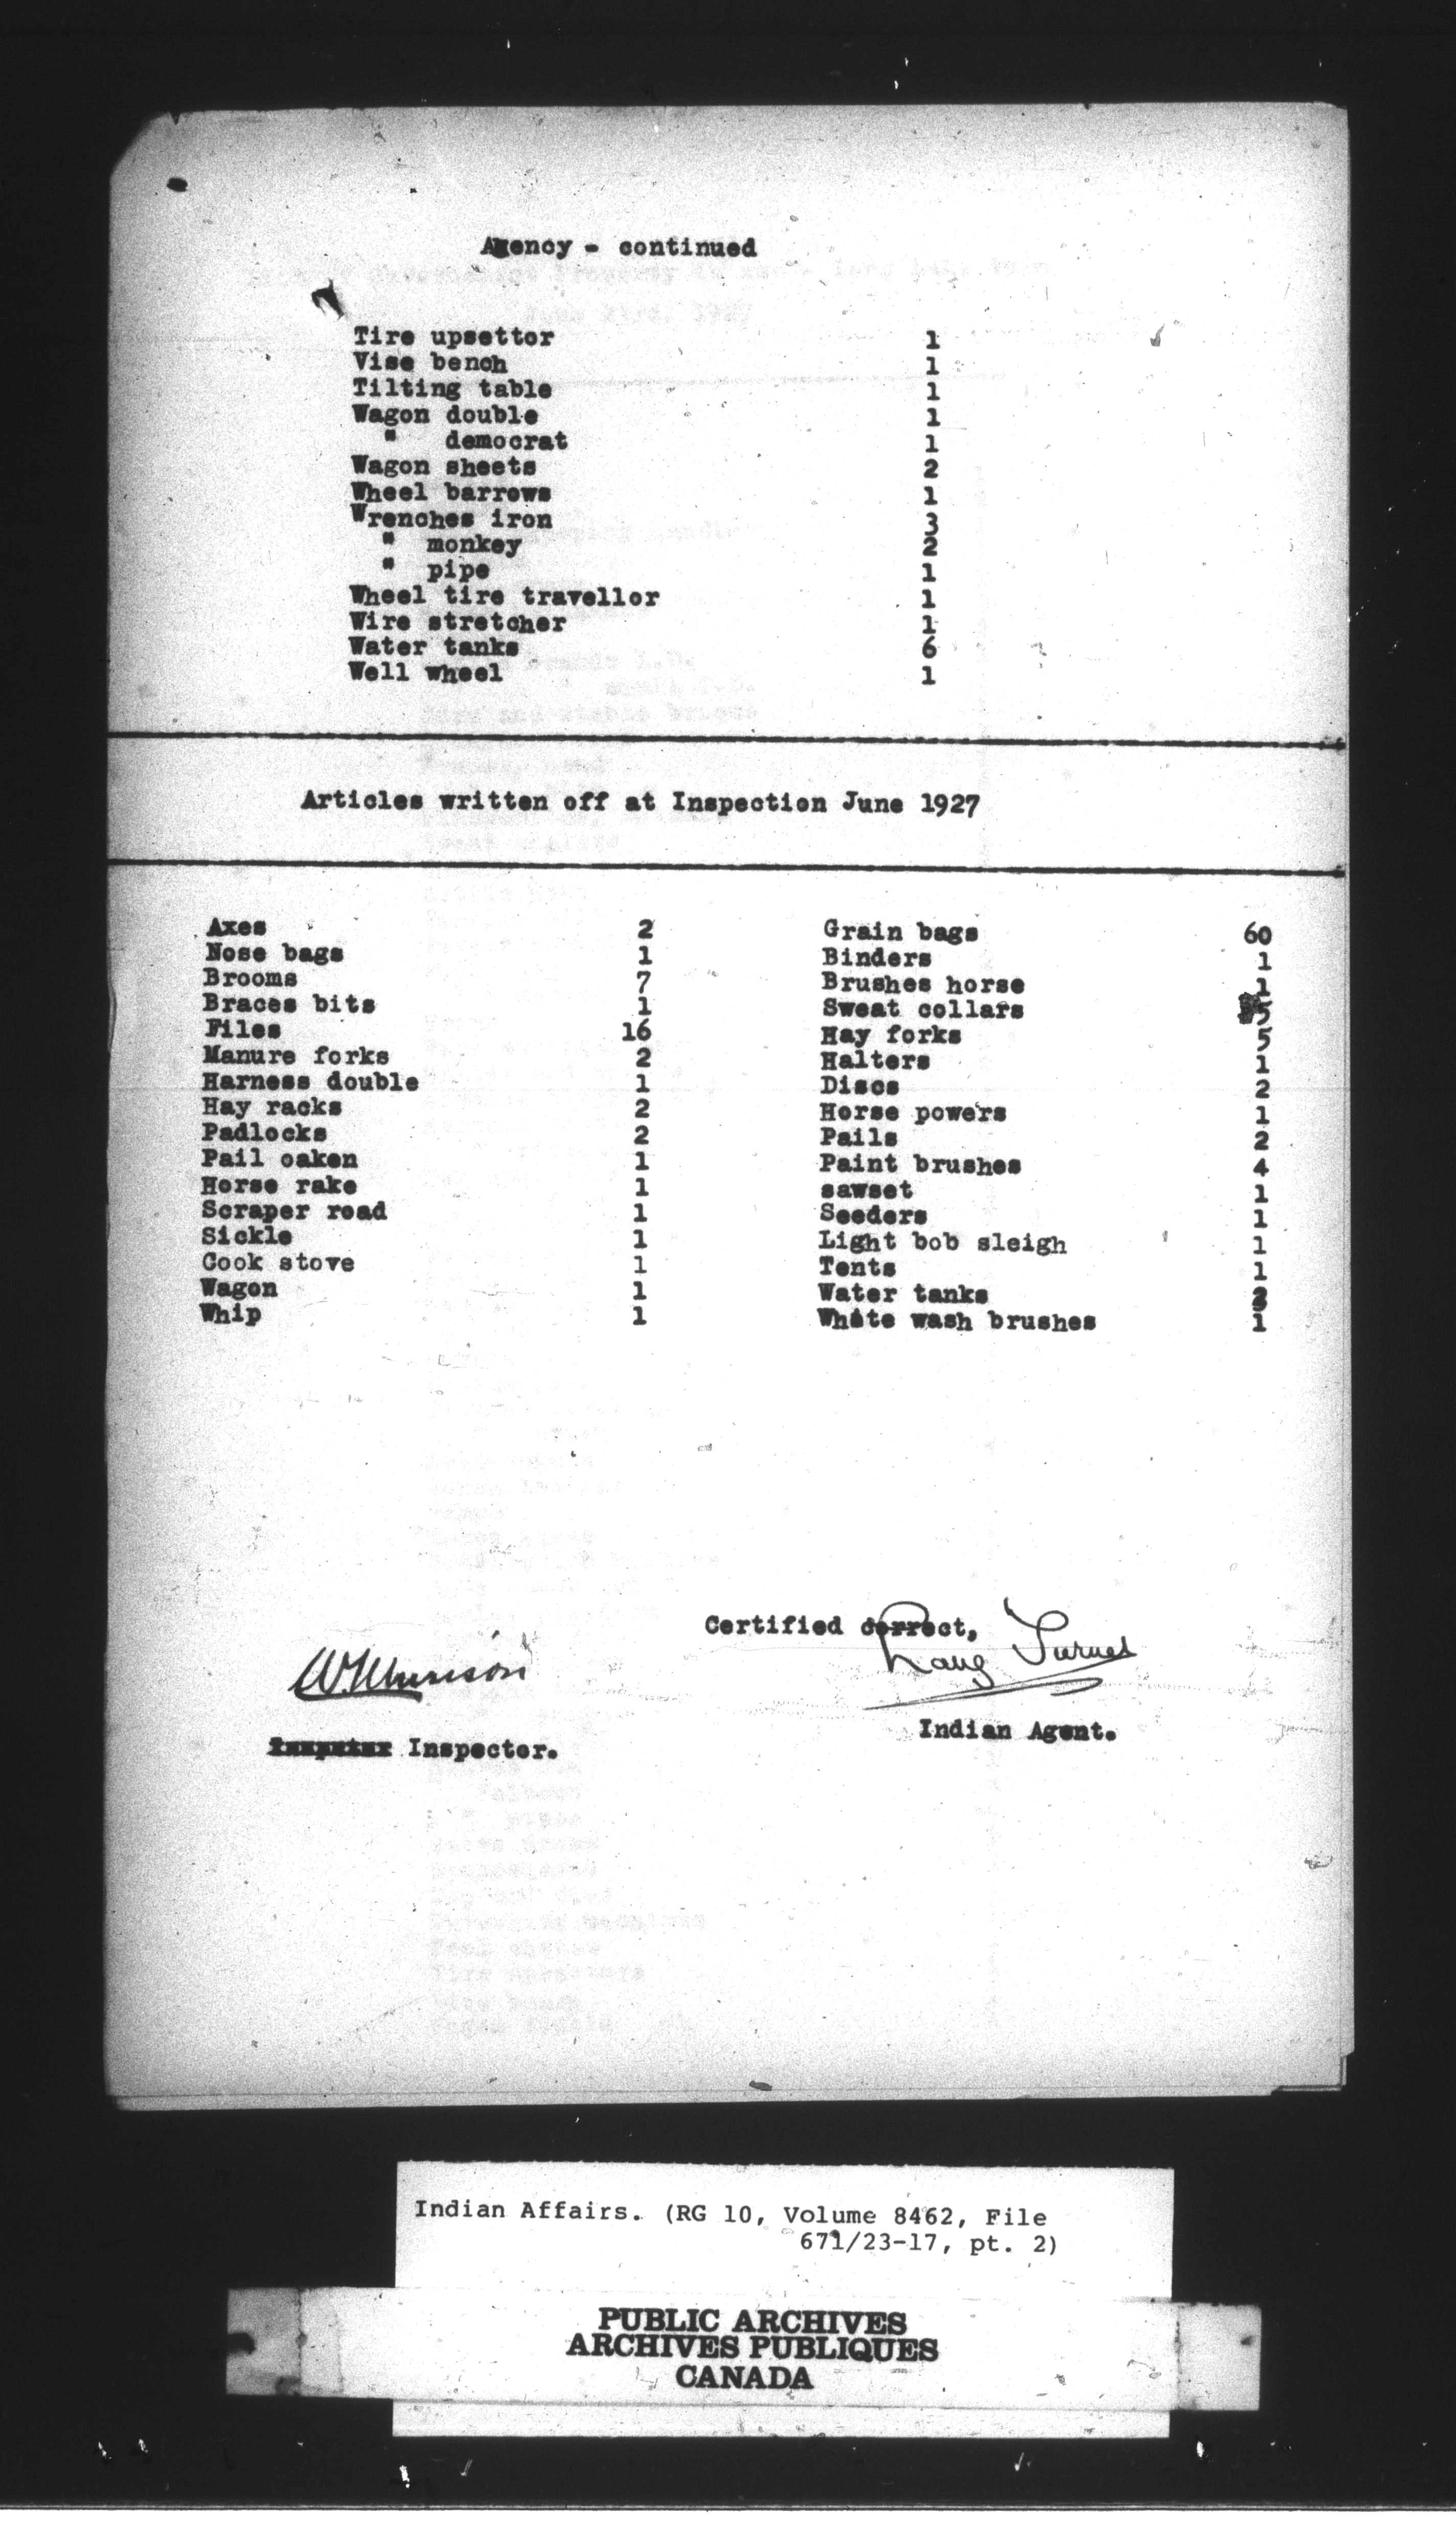 Agency - continued
Tire upsettor 1
Vise bench 1
Tilting table 1
Wagon double 1
" democrat 1
Wagon sheets 2
Wheel barrows 1
Wrenches iron 3
" monkey 2
" pipe 1
Wheel tire travellor 1
Wire stretcher 1
Water tanks 6
Well wheel 1
Articles written off at Inspection June 1927
Axes 2 Grain bags 60
Nose bags 1 Binders 1
Brooms 7 Brushes horse 1
Braces bits 1 Sweat collars 5
Files 16 Hay forks 5
Manure forks 2 Halters 1
Harness double 1 Discs 2
Hay racks 2 Horse powers 1
Padlocks 2 Pails 2
Pail oaken 1 Paint brushes 4
Horse rake 1 sawset 1
Scraper road 1 Seeders 1
Sickle 1 Light bob sleigh 1
Cook stove 1 Tents 1
Wagon 1 Water tanks
Whip 1 White wash brushes 1
Certified correct,
Indian Agent.
Inspector.
Indian Affairs. (RG 10, Volume 8462, File
671/23-17, pt. 2)
PUBLIC ARCHIVES
ARCHIVES PUBLIQUES
CANADA